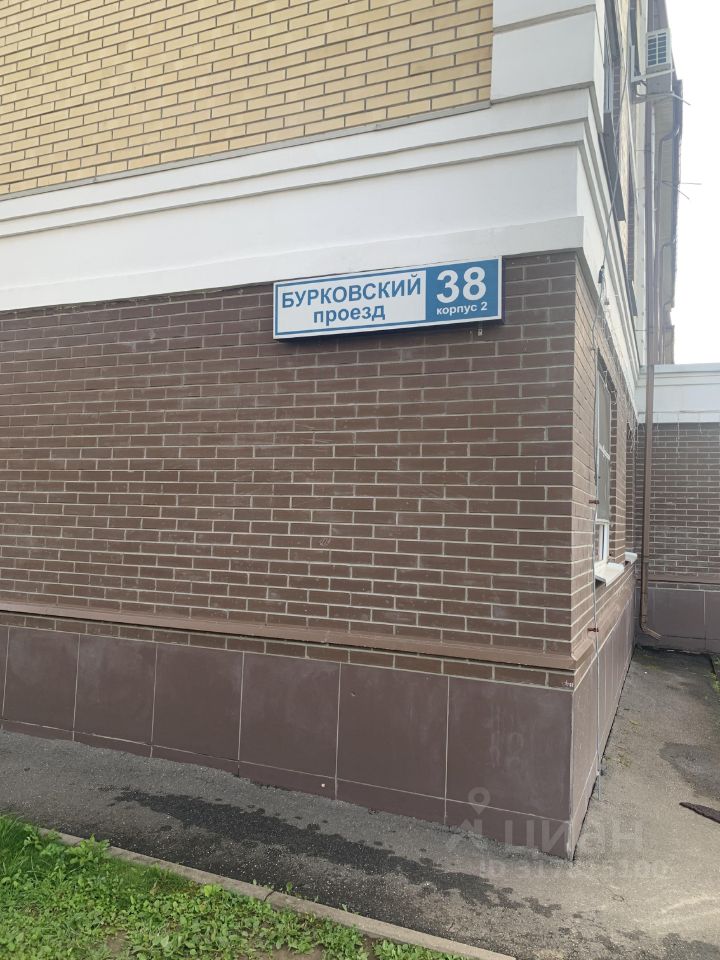 БУРКОВСКИЙ
проезд
38
корпус 2
циан